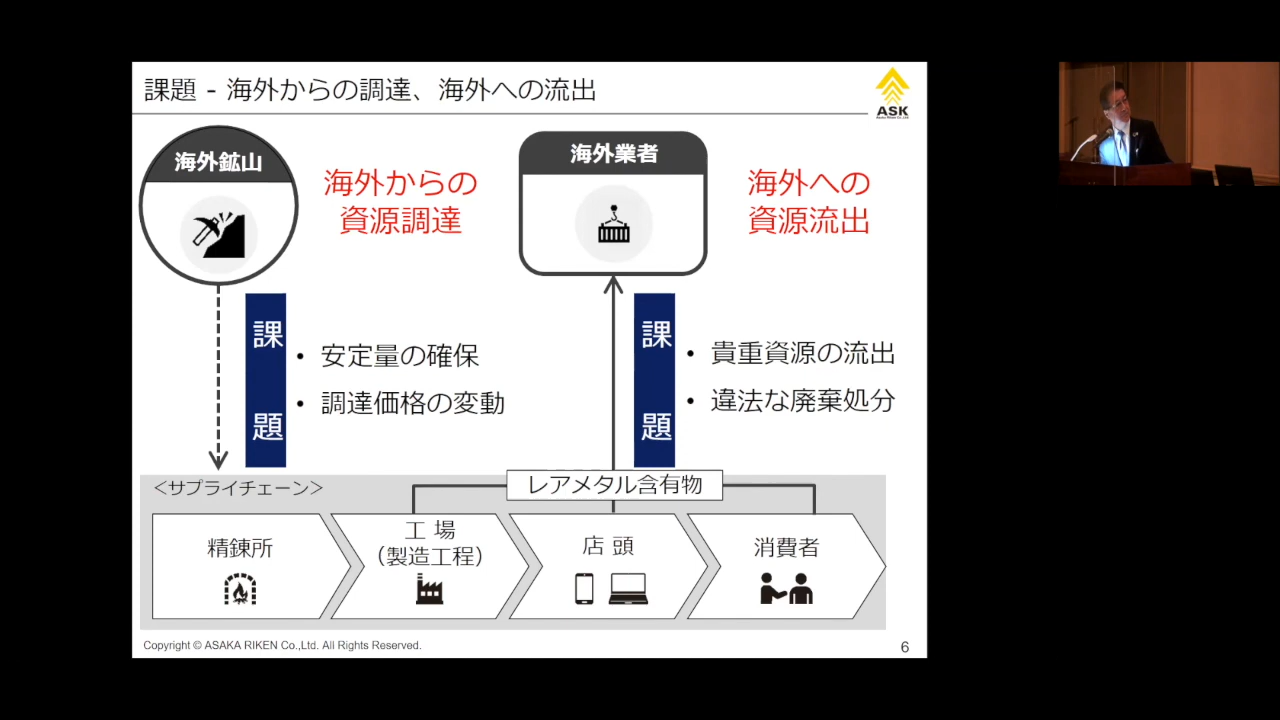 課題 - 海外からの調達、海外への流出
ASK
Asaka Riken Co.,Ltd.
海外鉱山
海外からの
資源調達
海外業者
海外への
資源流出
課
題
• 安定量の確保
• 調達価格の変動
課
題
• 貴重資源の流出
• 違法な廃棄処分
＜サプライチェーン＞
レアメタル含有物
精錬所
工 場
（製造工程）
店 頭
消費者
Copyright © ASAKA RIKEN Co.,Ltd. All Rights Reserved.
6